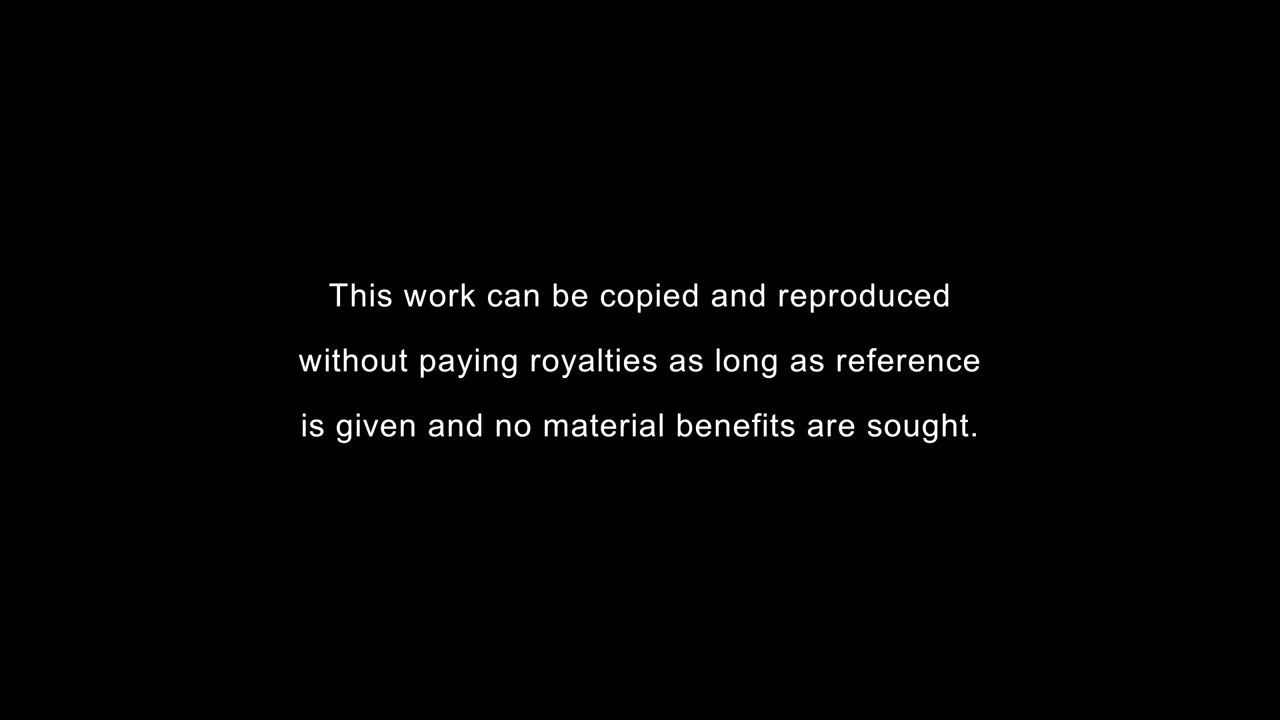 This work can be copied and reproduced
without paying royalties as long as reference
is given and no material benefits are sought.